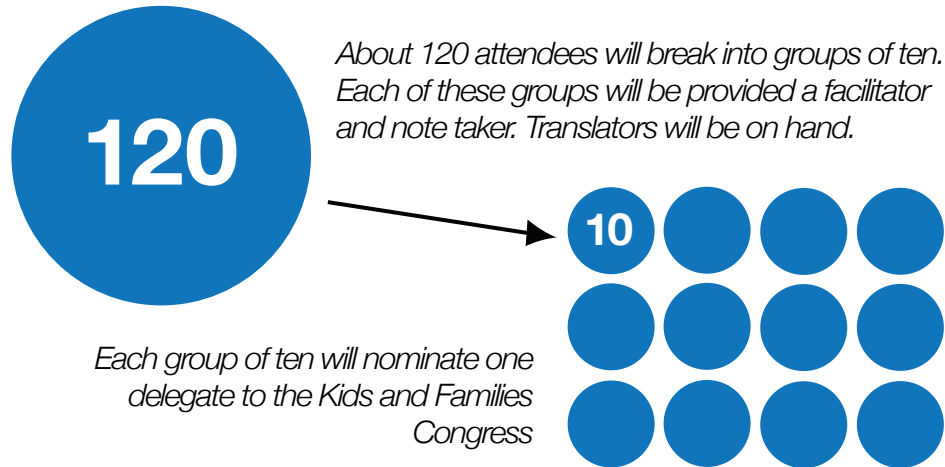 120
About 120 attendees will break into groups of ten.
Each of these groups will be provided a facilitator
and note taker. Translators will be on hand.
10
Each group of ten will nominate one
delegate to the Kids and Families
Congress